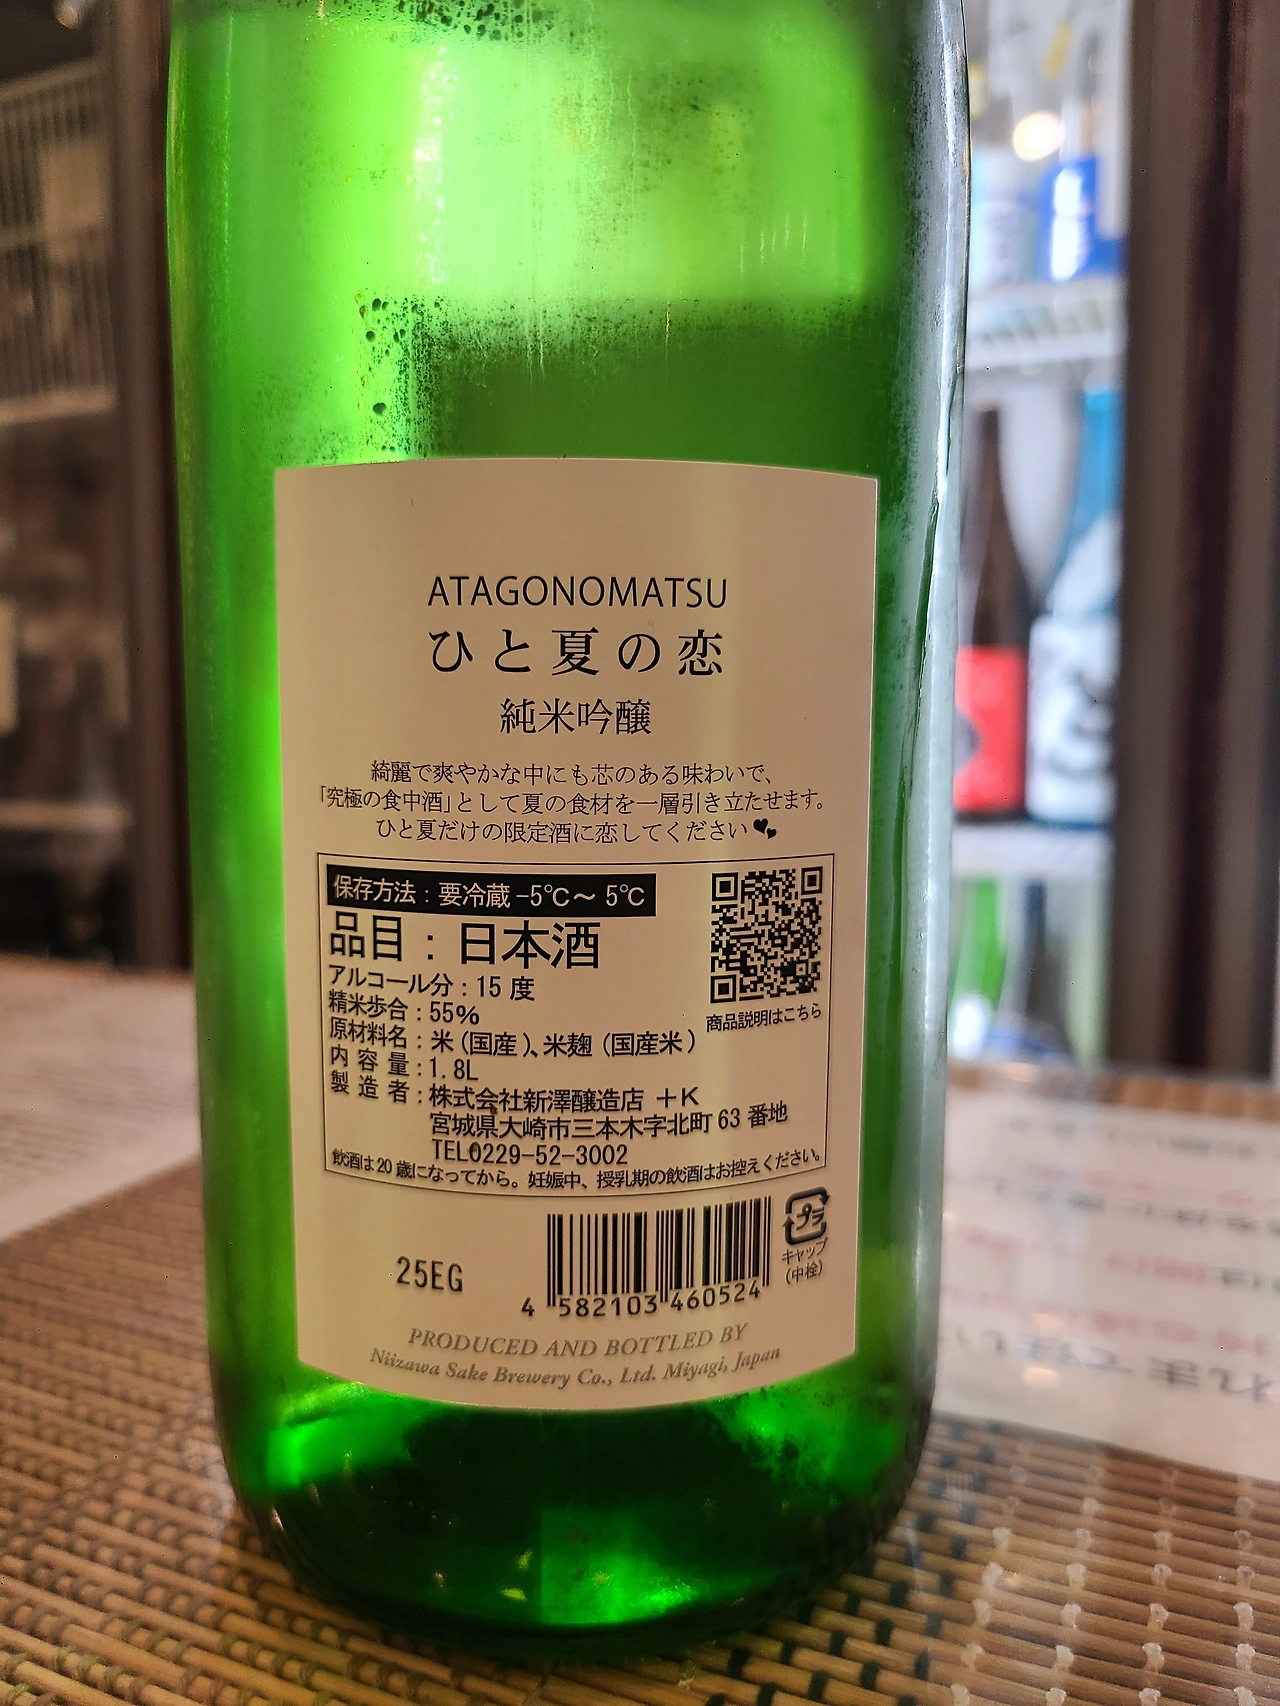 ATAGONOMATSU
ひと夏の恋
純米吟醸
綺麗で爽やかな中にも芯のある味わいで、
「究極の食中酒」として夏の食材を一層引き立たせます。
ひと夏だけの限定酒に恋してください
保存方法：要冷蔵 -5℃～ 5℃
品目：日本酒
アルコール分：15 度
精米歩合：55%
原材料名：米 (国産)、米麹 (国産米)
内容量：1.8L
製造者：株式会社新澤醸造店 +K
宮城県大崎市三本木字北町 63 番地
TEL0229-52-3002
飲酒は20歳になってから。妊娠中、授乳期の飲酒はお控えください。
商品説明はこちら
プラ
キャップ
(中栓)
25EG
4 582103 460524
PRODUCED AND BOTTLED BY
Niizawa Sake Brewery Co., Ltd. Miyagi, Japan